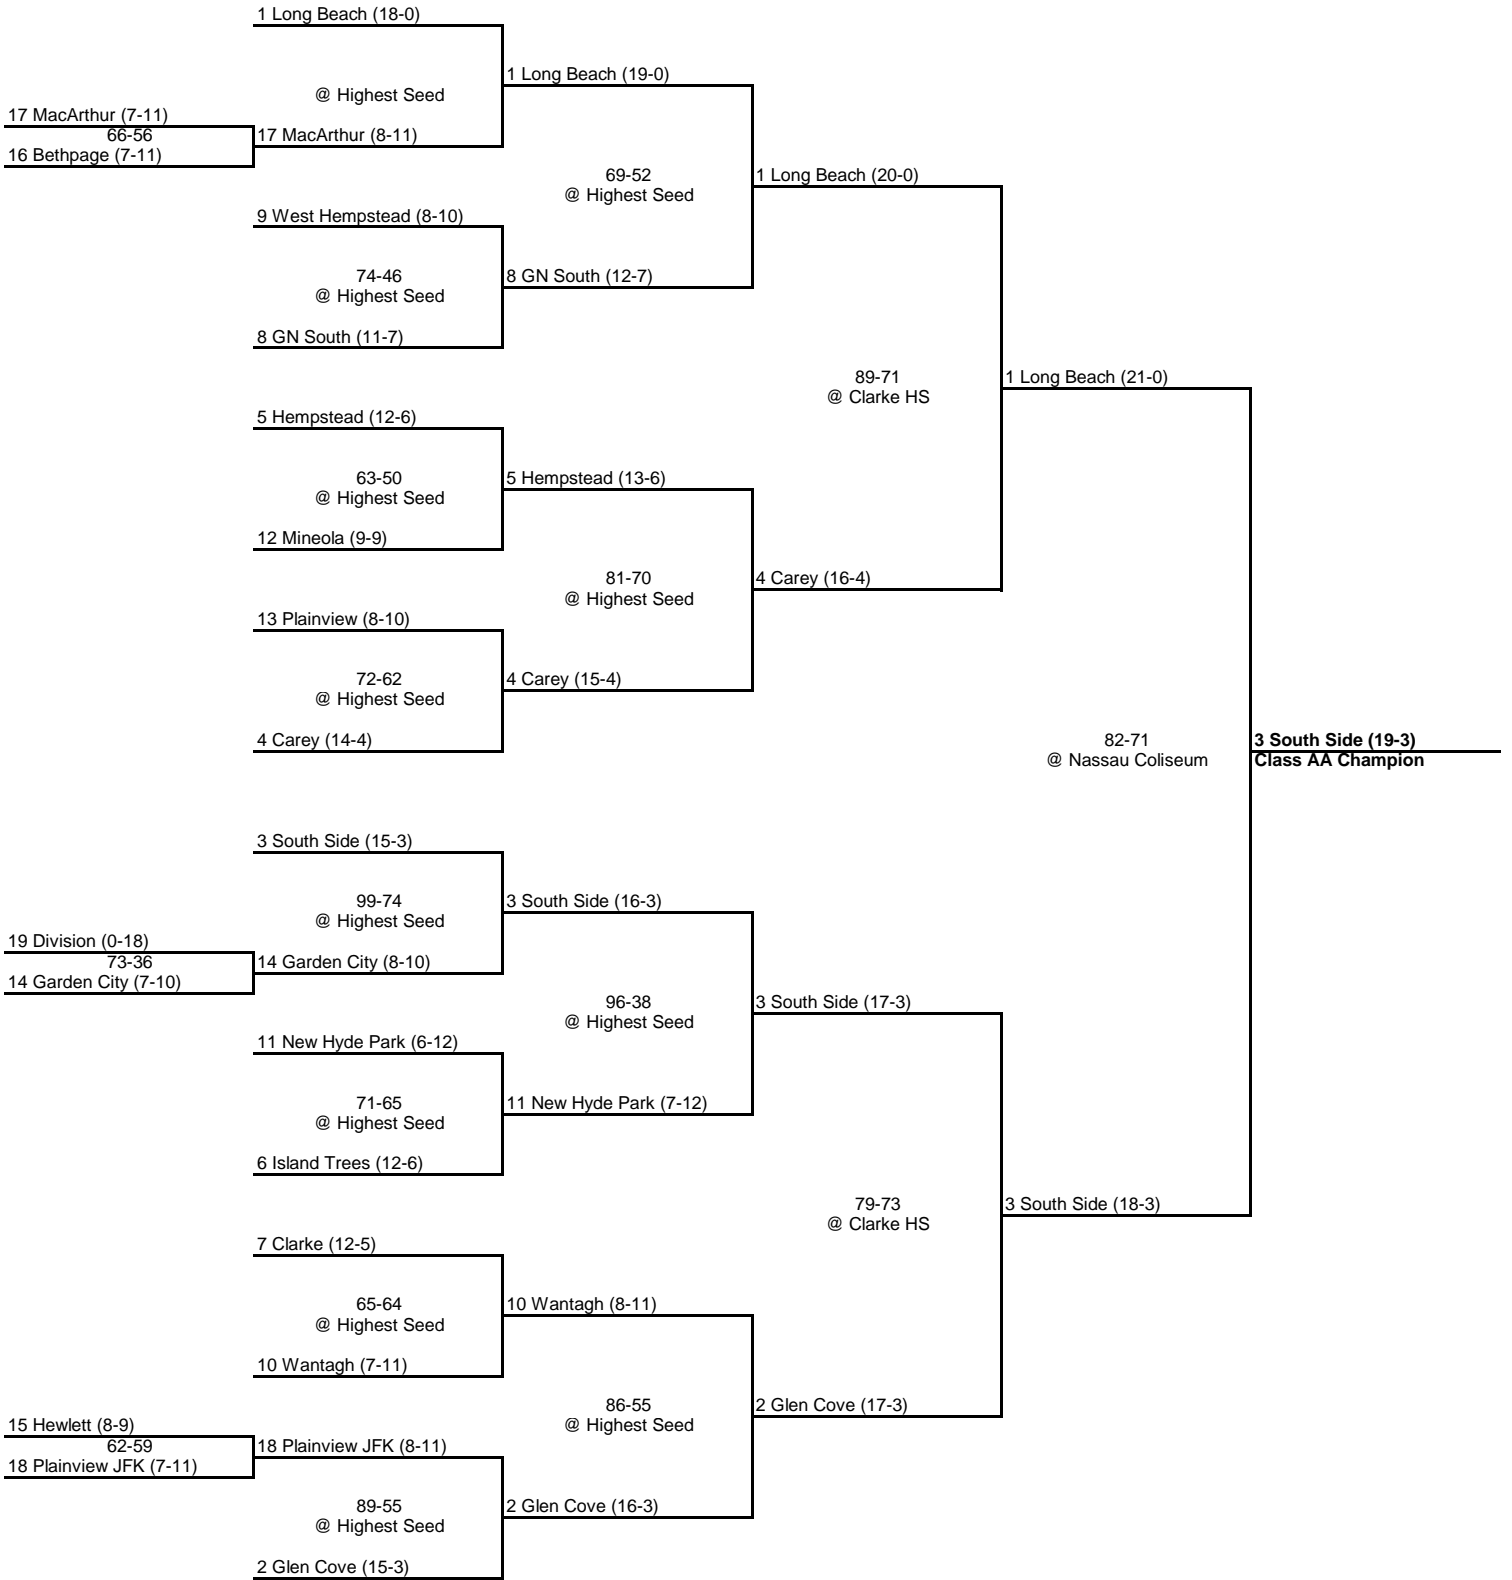 1 Long Beach (18-0)
1 Long Beach (19-0)
@ Highest Seed
17 MacArthur (7-11)
66-56
17 MacArthur (8-11)
16 Bethpage (7-11)
69-52
@ Highest Seed
1 Long Beach (20-0)
9 West Hempstead (8-10)
74-46
@ Highest Seed
8 GN South (12-7)
8 GN South (11-7)
89-71
@ Clarke HS
1 Long Beach (21-0)
5 Hempstead (12-6)
63-50
@ Highest Seed
5 Hempstead (13-6)
12 Mineola (9-9)
81-70
@ Highest Seed
4 Carey (16-4)
13 Plainview (8-10)
72-62
@ Highest Seed
4 Carey (15-4)
4 Carey (14-4)
82-71
@ Nassau Coliseum
3 South Side (19-3)
Class AA Champion
3 South Side (15-3)
99-74
@ Highest Seed
3 South Side (16-3)
19 Division (0-18)
73-36
14 Garden City (8-10)
14 Garden City (7-10)
96-38
@ Highest Seed
3 South Side (17-3)
11 New Hyde Park (6-12)
71-65
@ Highest Seed
11 New Hyde Park (7-12)
6 Island Trees (12-6)
79-73
@ Clarke HS
3 South Side (18-3)
7 Clarke (12-5)
65-64
@ Highest Seed
10 Wantagh (8-11)
10 Wantagh (7-11)
86-55
@ Highest Seed
2 Glen Cove (17-3)
15 Hewlett (8-9)
62-59
18 Plainview JFK (8-11)
18 Plainview JFK (7-11)
89-55
@ Highest Seed
2 Glen Cove (16-3)
2 Glen Cove (15-3)